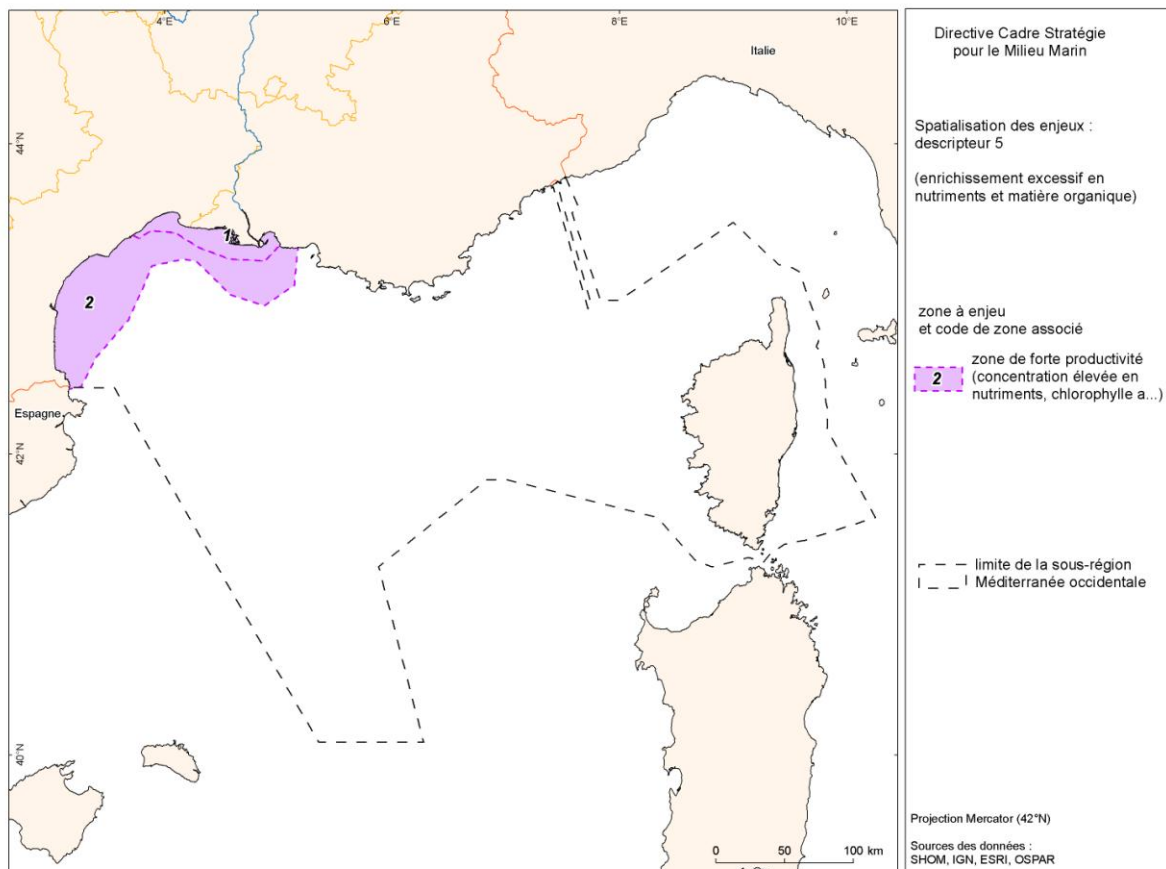 4°E
6°E
8°E
10°E
Italie
44°N
1
2
Espagne
42°N
40°N
0 50 100 km
Directive Cadre Stratégie
pour le Milieu Marin
Spatialisation des enjeux :
descripteur 5
(enrichissement excessif en
nutriments et matière organique)
zone à enjeu
et code de zone associé
2
zone de forte productivité
(concentration élevée en
nutriments, chlorophylle a...)
limite de la sous-région
Méditerranée occidentale
Projection Mercator (42°N)
Sources des données :
SHOM, IGN, ESRI, OSPAR